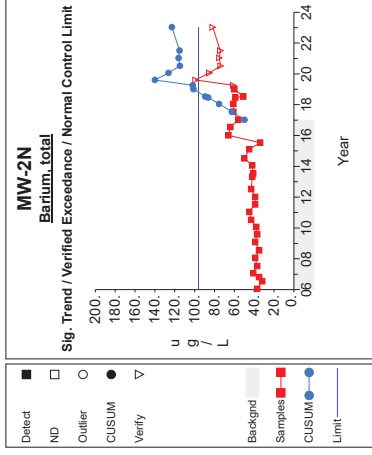 MW-2N
Barium, total
Sig. Trend / Verified Exceedance / Normal Control Limit
200.
180.
160.
140.
120.
100.
80.
60.
40.
20.
0.
u
g/
L
06 08 10 12 14 16 18 20 22 24
Year
Detect
ND
Outlier
CUSUM
Verify
Backgnd
Samples
CUSUM
Limit